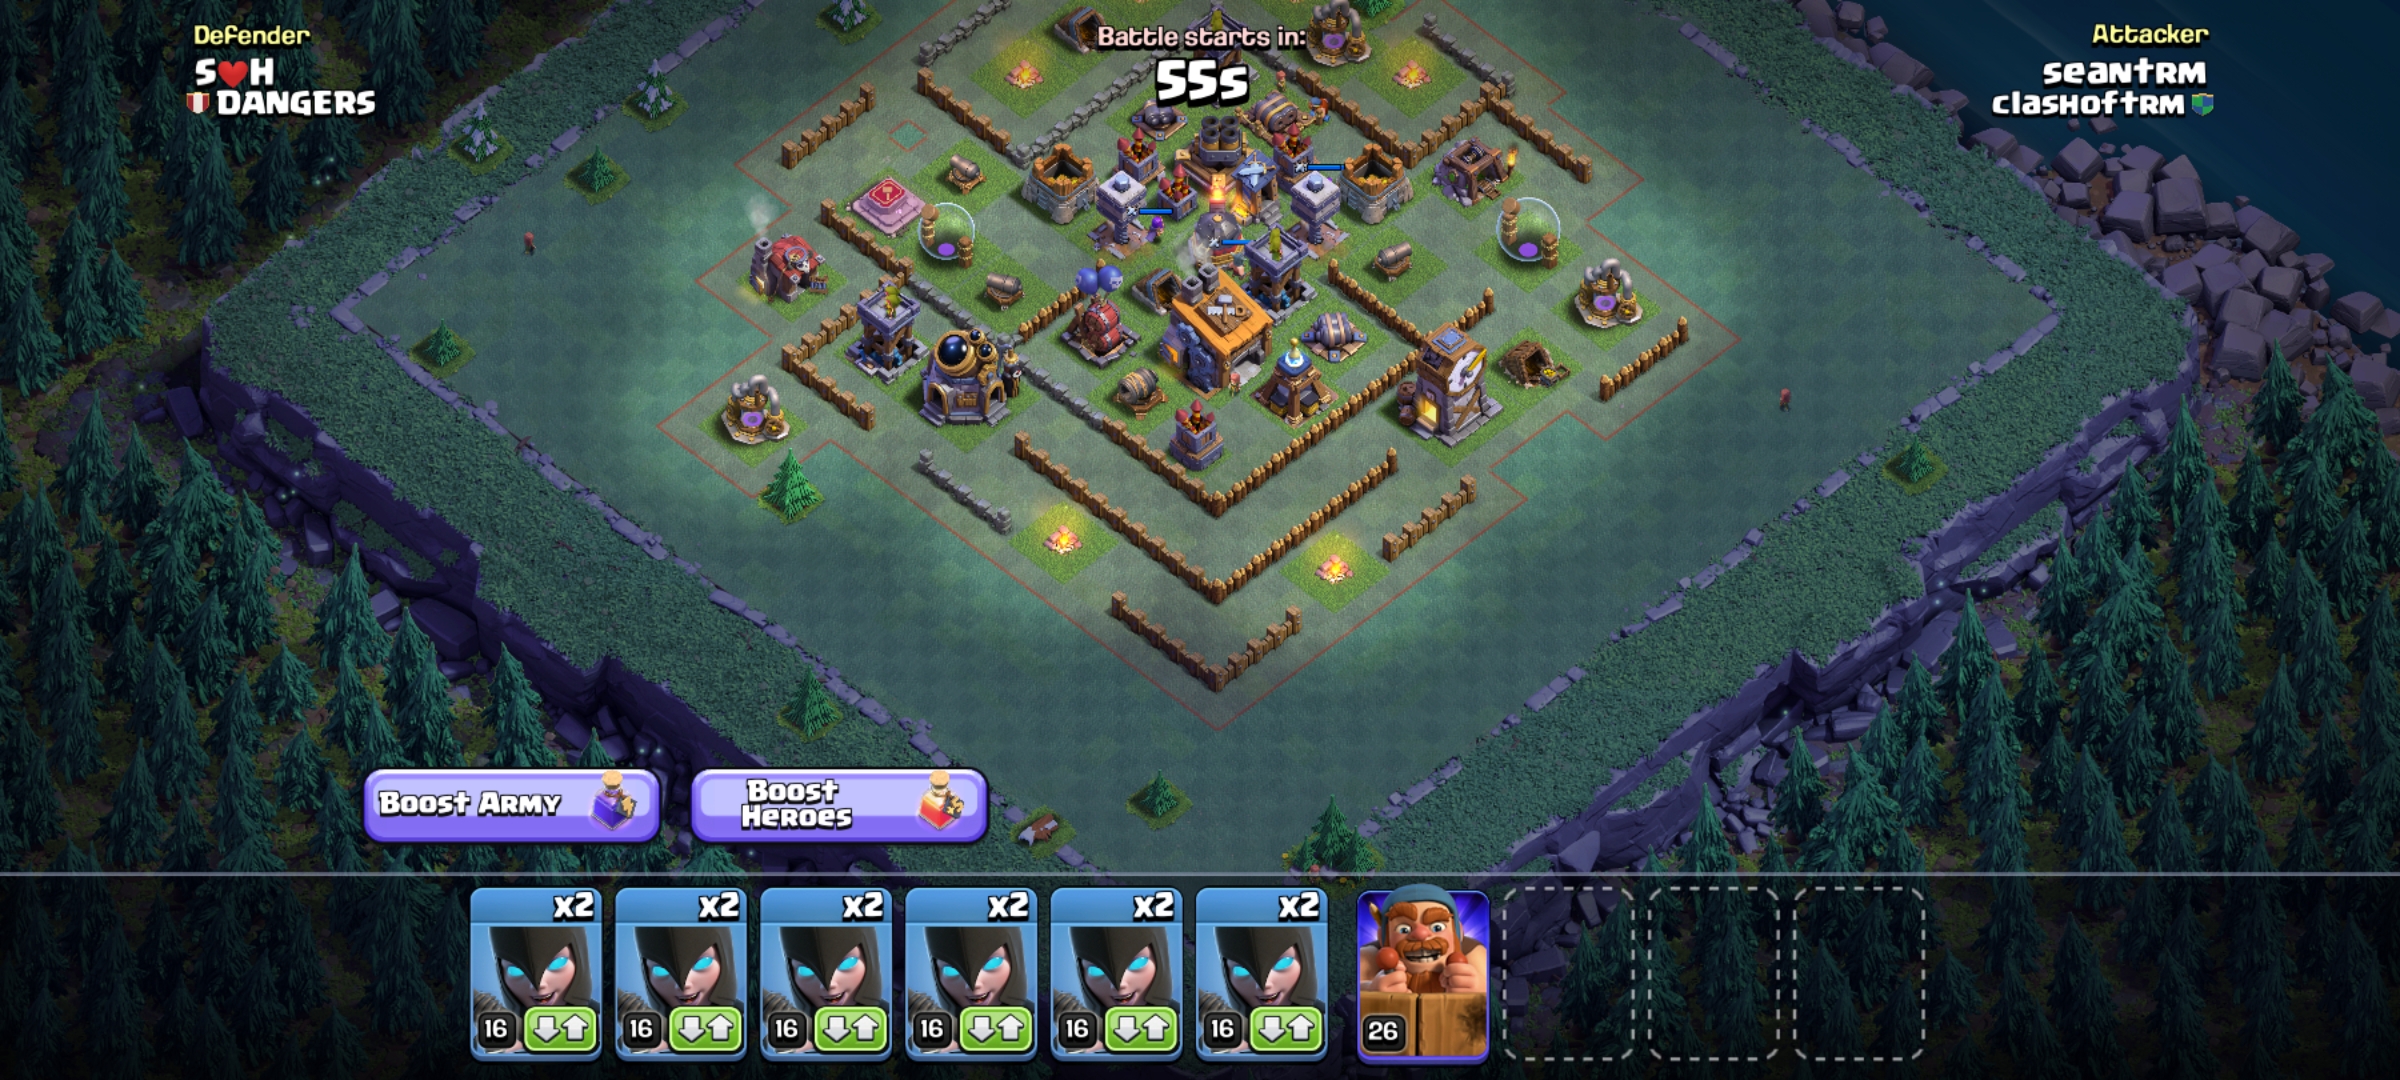 Defender
S❤️H
DANGERS
Battle starts in:
55s
Attacker
seantRM
clashoftRM
Boost Army
Boost
Heroes
x2
x2
x2
x2
x2
x2
16
16
16
16
16
16
26